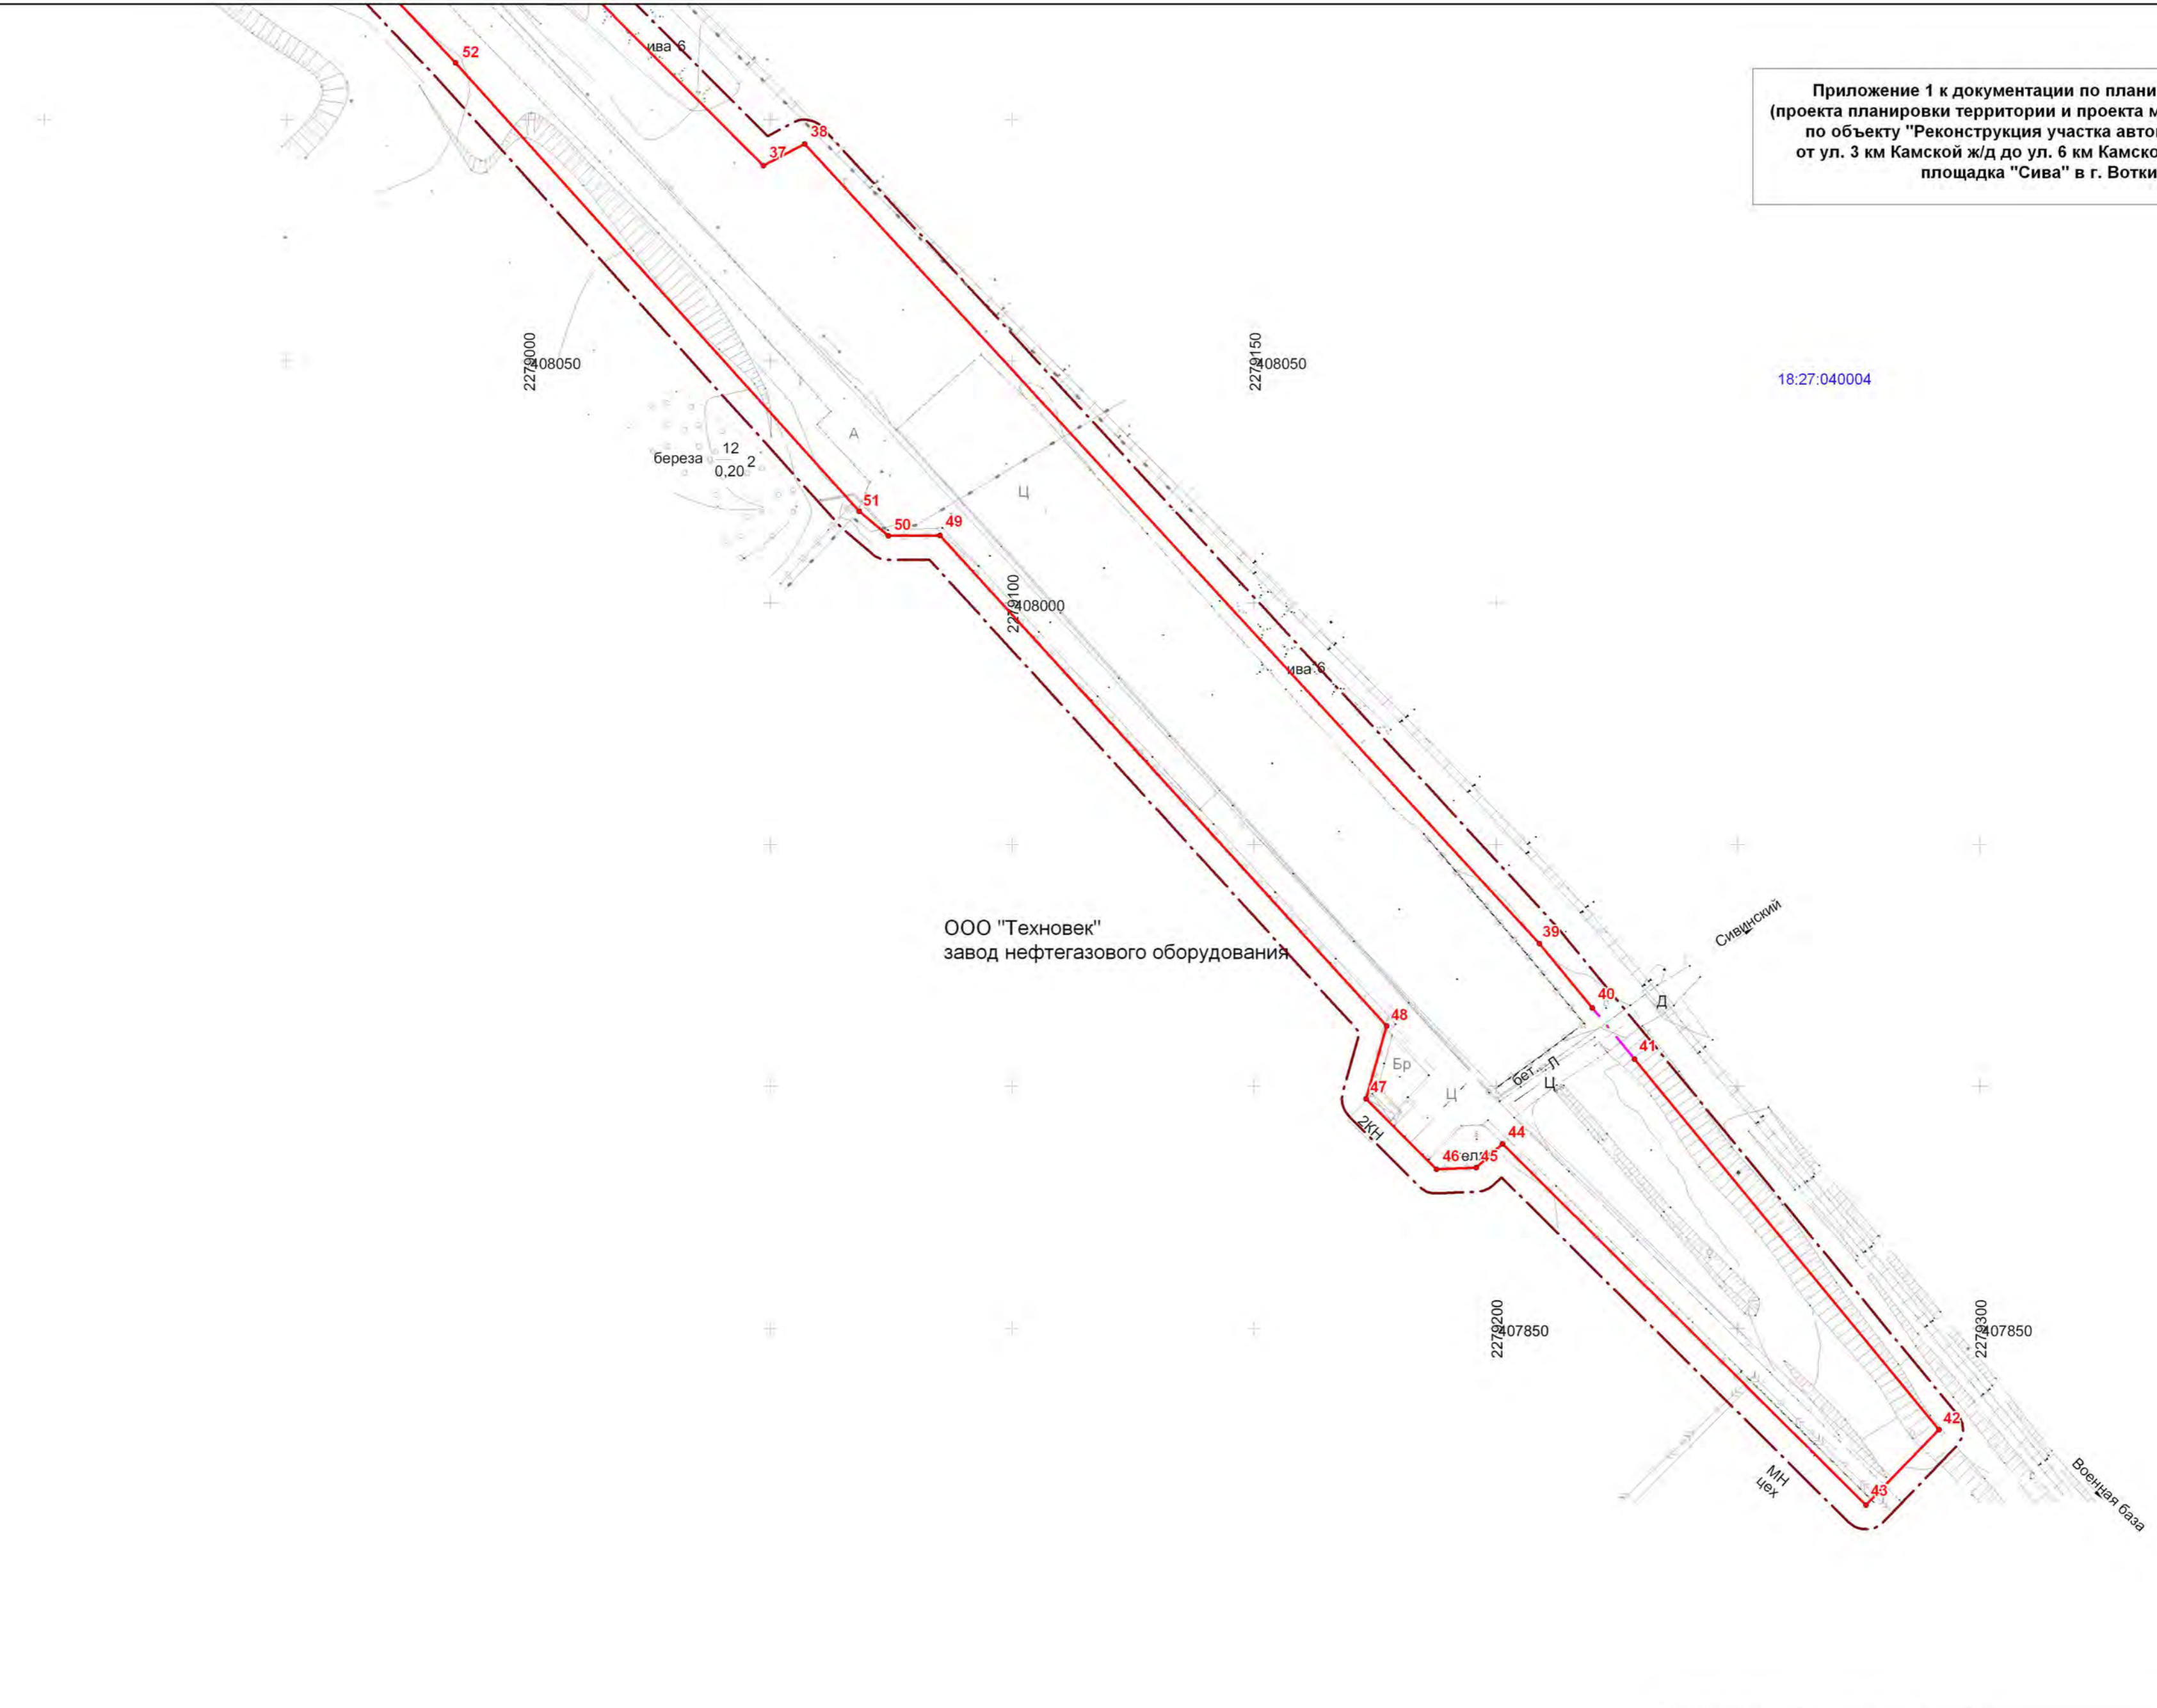 52
ива 6
38
37
Приложение 1 к документации по плани
(проекта планировки территории и проекта м
по объекту "Реконструкция участка авто
от ул. 3 км Камской ж/д до ул. 6 км Камско
площадка "Сива" в г. Вотки
2279000
408050
2279150
408050
18:27:040004
А
береза 12 2
0,20
Ц
51
50
49
2279100
408000
ива 6
ООО "Техновек"
завод нефтегазового оборудования
39
Сивинский
40
Д
48
41
Бр
бет.
Л
Ц
47
Ц
2КН
44
46
ель
45
2279200
407850
2279300
407850
42
МН
цех
43
Военная база